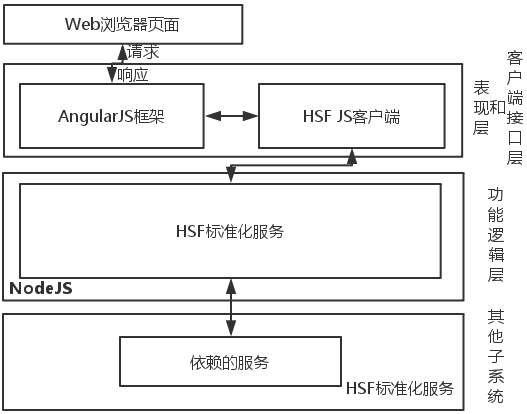 Web浏览器页面
请求
响应
AngularJS框架
HSF JS客户端
表现和层
客户端接口层
HSF标准化服务
NodeJS
功能逻辑层
依赖的服务
HSF标准化服务
其他子系统